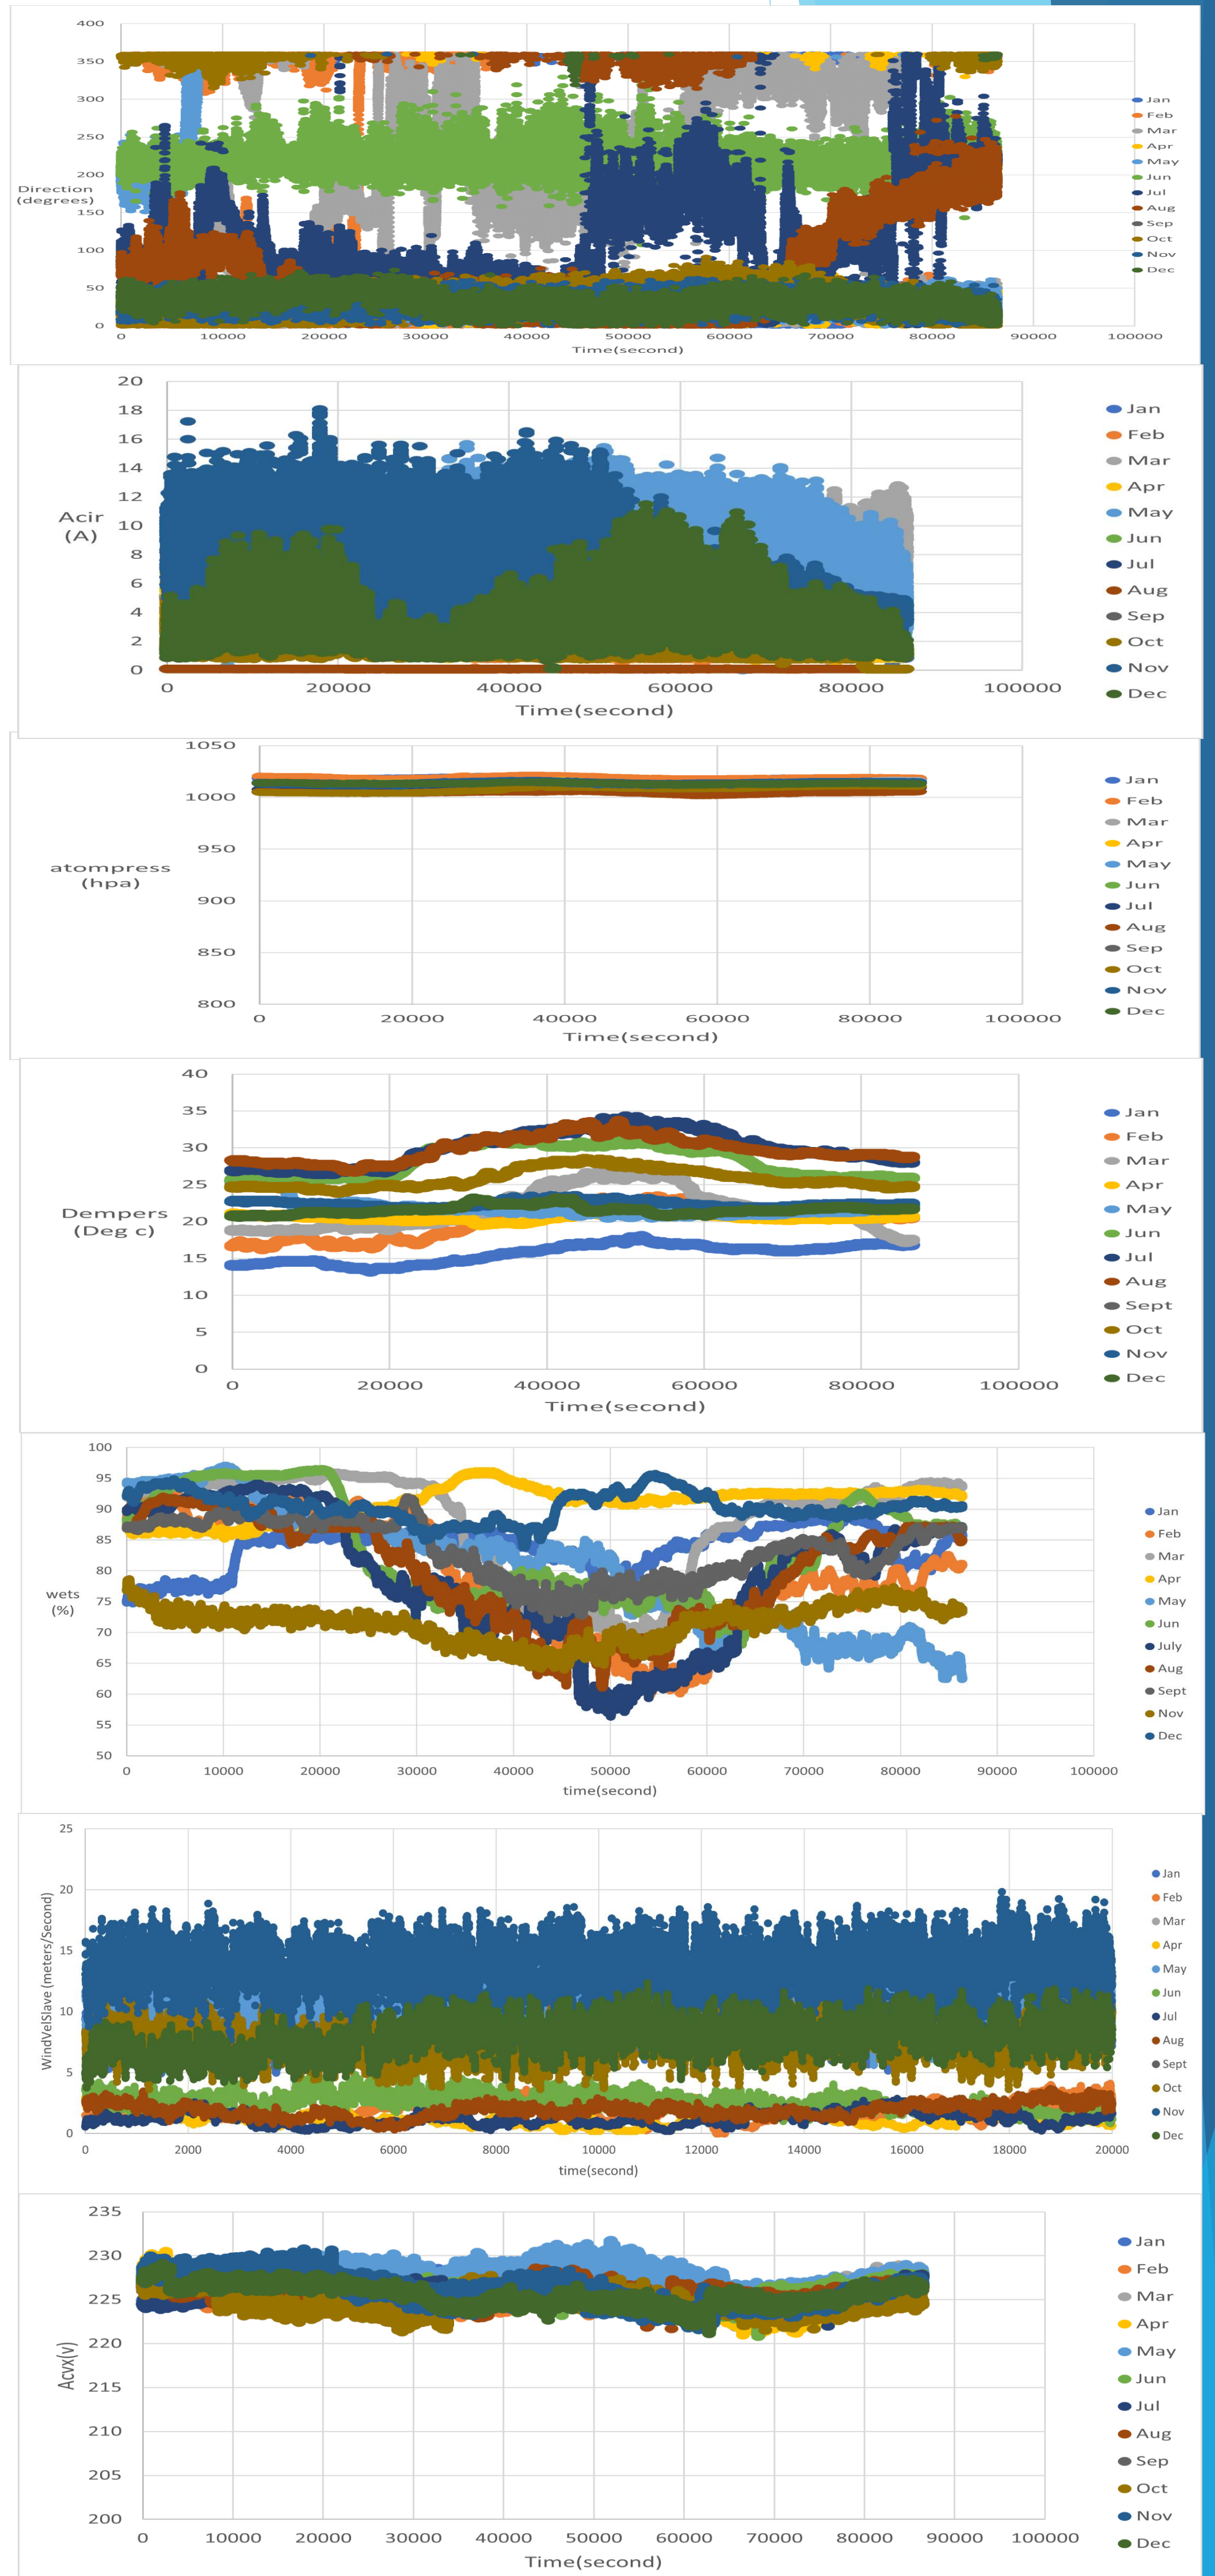 400
350
300
250
200
150
100
50
0
Direction
(degrees)
0 10000 20000 30000 40000 50000 60000 70000 80000 90000 100000
Time(second)
Jan
Feb
Mar
Apr
May
Jun
Jul
Aug
Sep
Oct
Nov
Dec
20
18
16
14
12
10
8
6
4
2
0
Acir
(A)
0 20000 40000 60000 80000 100000
Time(second)
Jan
Feb
Mar
Apr
May
Jun
Jul
Aug
Sep
Oct
Nov
Dec
1050
1000
950
900
850
800
atompress
(hpa)
0 20000 40000 60000 80000 100000
Time(second)
Jan
Feb
Mar
Apr
May
Jun
Jul
Aug
Sep
Oct
Nov
Dec
40
35
30
25
20
15
10
5
0
Dempers
(Deg c)
0 20000 40000 60000 80000 100000
Time(second)
Jan
Feb
Mar
Apr
May
Jun
Jul
Aug
Sept
Oct
Nov
Dec
100
95
90
85
80
75
70
65
60
55
50
wets
(%)
0 10000 20000 30000 40000 50000 60000 70000 80000 90000 100000
time(second)
Jan
Feb
Mar
Apr
May
Jun
July
Aug
Sept
Nov
Dec
25
20
15
10
5
0
WindVelSlave (meters/Second)
0 2000 4000 6000 8000 10000 12000 14000 16000 18000 20000
time(second)
Jan
Feb
Mar
Apr
May
Jun
Jul
Aug
Sept
Oct
Nov
Dec
235
230
225
220
215
210
205
200
Acvx(v)
0 10000 20000 30000 40000 50000 60000 70000 80000 90000 100000
Time(second)
Jan
Feb
Mar
Apr
May
Jun
Jul
Aug
Sep
Oct
Nov
Dec